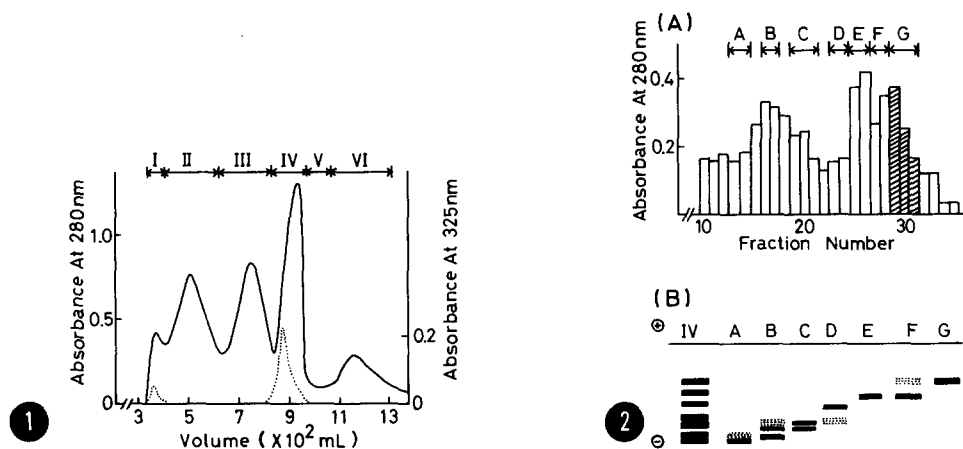 I II III IV V VI
Absorbance At 280nm
1.0
0.5
0
Absorbance At 325nm
0.2
0
3 5 7 9 11 13
Volume (X10² mL)
1
(A)
A B C D E F G
Absorbance At 280nm
0.4
0.2
10 20 30
Fraction Number
(B)
⊕ IV A B C D E F G
⊖
2